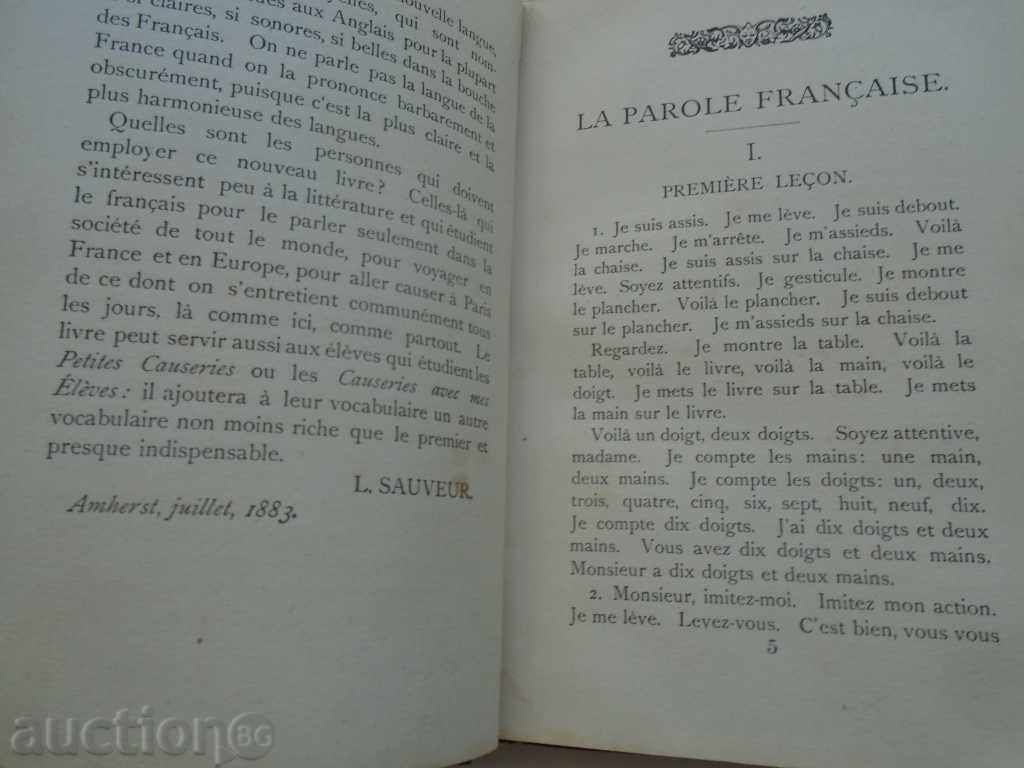 nouvelle langue,
qui sont nom-
aux Anglais pour la plupart
si claires, si sonores, si belles dans la bouche
des Français. On ne parle pas la langue de la
France quand on la prononce barbarement et
obscurément, puisque c'est la plus claire et la
plus harmonieuse des langues.
Quelles sont les personnes qui doivent
employer ce nouveau livre? Celles-là qui
s'intéressent peu à la littérature et qui étudient
le français pour le parler seulement dans la
société de tout le monde, pour voyager en
France et en Europe, pour aller causer à Paris
de ce dont on s'entretient communément tous
les jours, là comme ici, comme partout. Le
livre peut servir aussi aux élèves qui étudient les
Petites Causeries ou les Causeries avec mes
Élèves: il ajoutera à leur vocabulaire un autre
vocabulaire non moins riche que le premier et
presque indispensable.
L. SAUVEUR.
Amherst, juillet, 1883.
LA PAROLE FRANÇAISE.
I.
PREMIÈRE LEÇON.
1. Je suis assis. Je me lève. Je suis debout.
Je marche. Je m'arrête. Je m'assieds. Voilà
la chaise. Je suis assis sur la chaise. Je me
lève. Soyez attentifs. Je gesticule. Je montre
le plancher. Voilà le plancher. Je suis debout
sur le plancher. Je m'assieds sur la chaise.
Regardez. Je montre la table. Voilà la
table, voilà le livre, voilà la main, voilà le
doigt. Je mets le livre sur la table. Je mets
la main sur le livre.
Voilà un doigt, deux doigts. Soyez attentive,
madame. Je compte les mains: une main,
deux mains. Je compte les doigts: un, deux,
trois, quatre, cinq, six, sept, huit, neuf, dix.
Je compte dix doigts. J'ai dix doigts et deux
mains. Vous avez dix doigts et deux mains.
Monsieur a dix doigts et deux mains.
2. Monsieur, imitez-moi. Imitez mon action.
Je me lève. Levez-vous. C'est bien, vous vous
5
auction BG